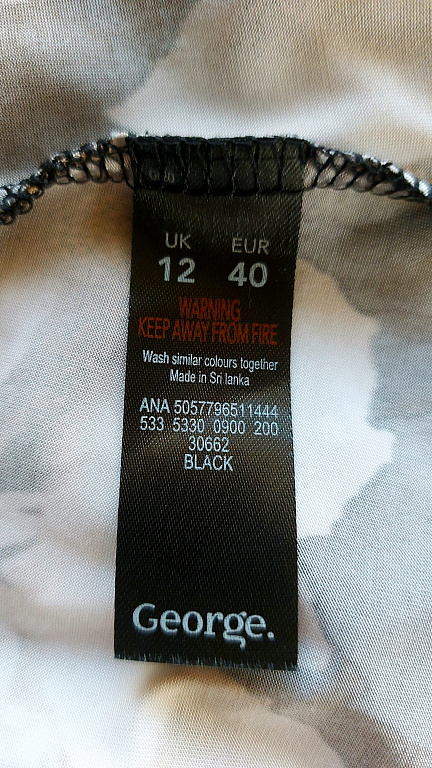 UK EUR
12 40
WARNING
KEEP AWAY FROM FIRE
Wash similar colours together
Made in Sri lanka
ANA 5057796511444
533 5330 0900 200
30662
BLACK
George.